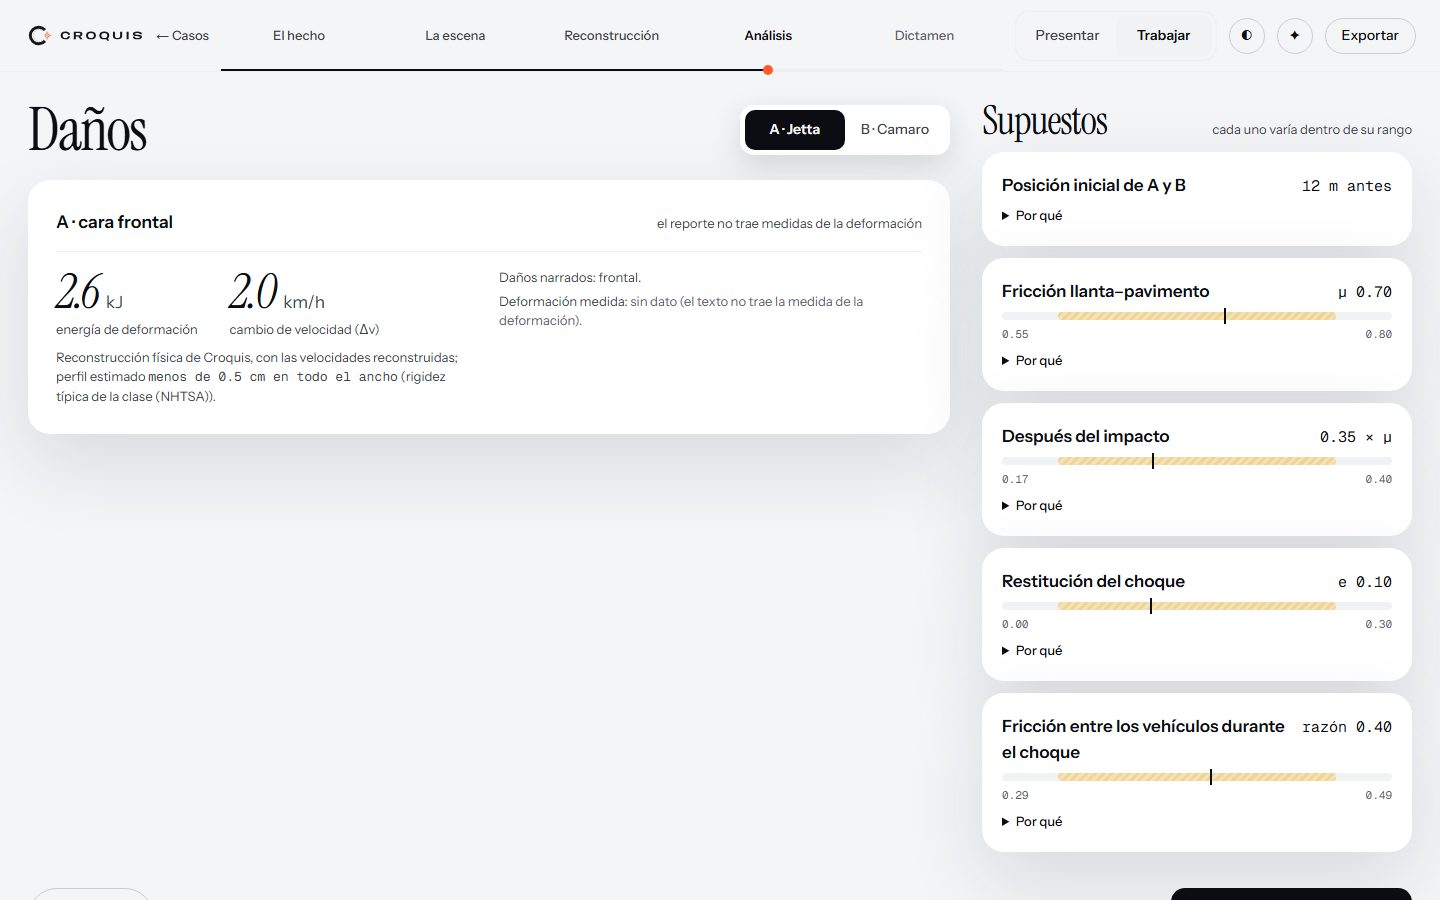 CROQUIS
← Casos
El hecho
La escena
Reconstrucción
Análisis
Dictamen
Presentar
Trabajar
Exportar
Daños
A · Jetta
B · Camaro
A · cara frontal
el reporte no trae medidas de la deformación
2.6 kJ
energía de deformación
2.0 km/h
cambio de velocidad (Δv)
Reconstrucción física de Croquis, con las velocidades reconstruidas;
perfil estimado menos de 0.5 cm en todo el ancho (rigidez
típica de la clase (NHTSA)).
Daños narrados: frontal.
Deformación medida: sin dato (el texto no trae la medida de la
deformación).
Supuestos
cada uno varía dentro de su rango
Posición inicial de A y B
12 m antes
Por qué
Fricción llanta–pavimento
µ 0.70
0.55
0.80
Por qué
Después del impacto
0.35 × µ
0.17
0.40
Por qué
Restitución del choque
e 0.10
0.00
0.30
Por qué
Fricción entre los vehículos durante
el choque
razón 0.40
0.29
0.49
Por qué